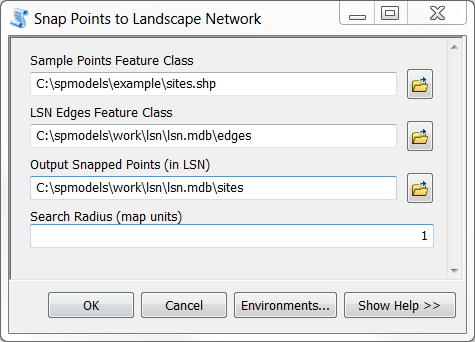 Snap Points to Landscape Network
Sample Points Feature Class
C:\spmodels\example\sites.shp
LSN Edges Feature Class
C:\spmodels\work\lsn\lsn.mdb\edges
Output Snapped Points (in LSN)
C:\spmodels\work\lsn\lsn.mdb\sites
Search Radius (map units)
1
OK Cancel Environments... Show Help >>